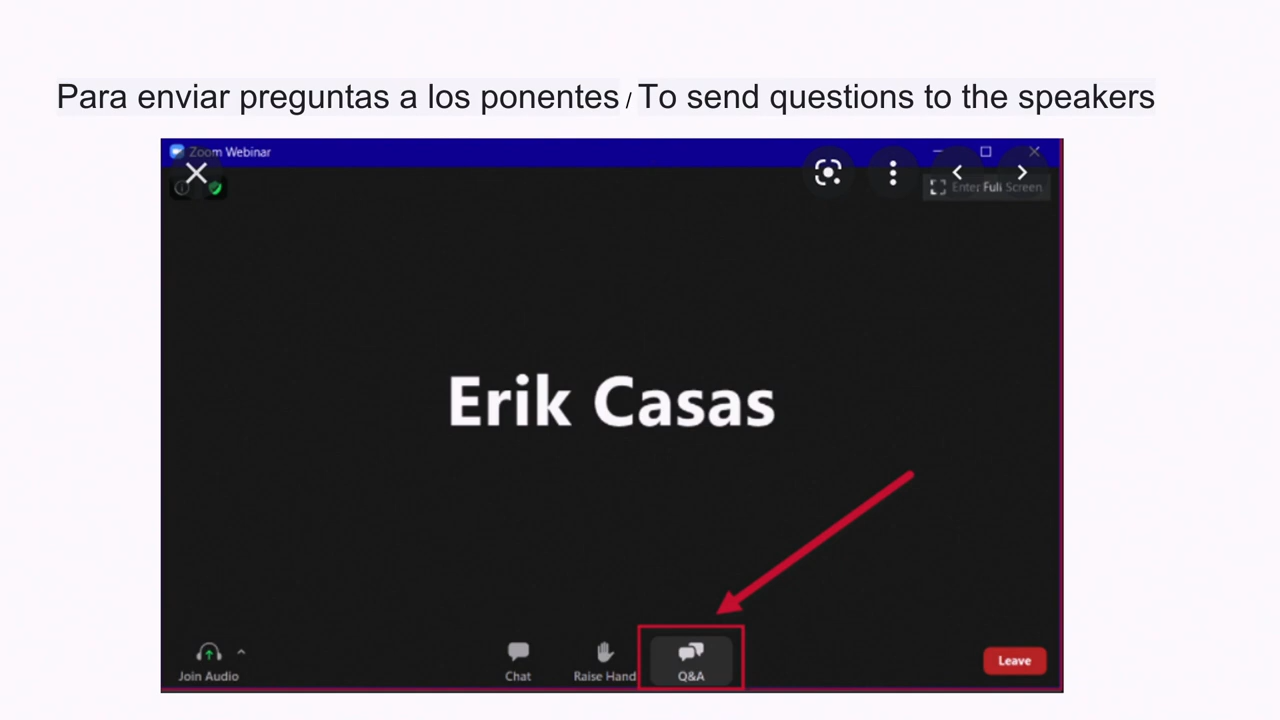 Para enviar preguntas a los ponentes / To send questions to the speakers
Zoom Webinar
Enter Full Screen
Erik Casas
Join Audio
Chat
Raise Hand
Q&A
Leave